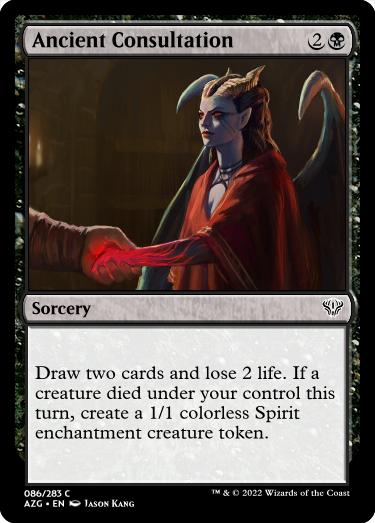 Ancient Consultation 2
Sorcery
Draw two cards and lose 2 life. If a
creature died under your control this
turn, create a 1/1 colorless Spirit
enchantment creature token.
086/283 C
AZG • EN Jason Kang
™ & © 2022 Wizards of the Coast